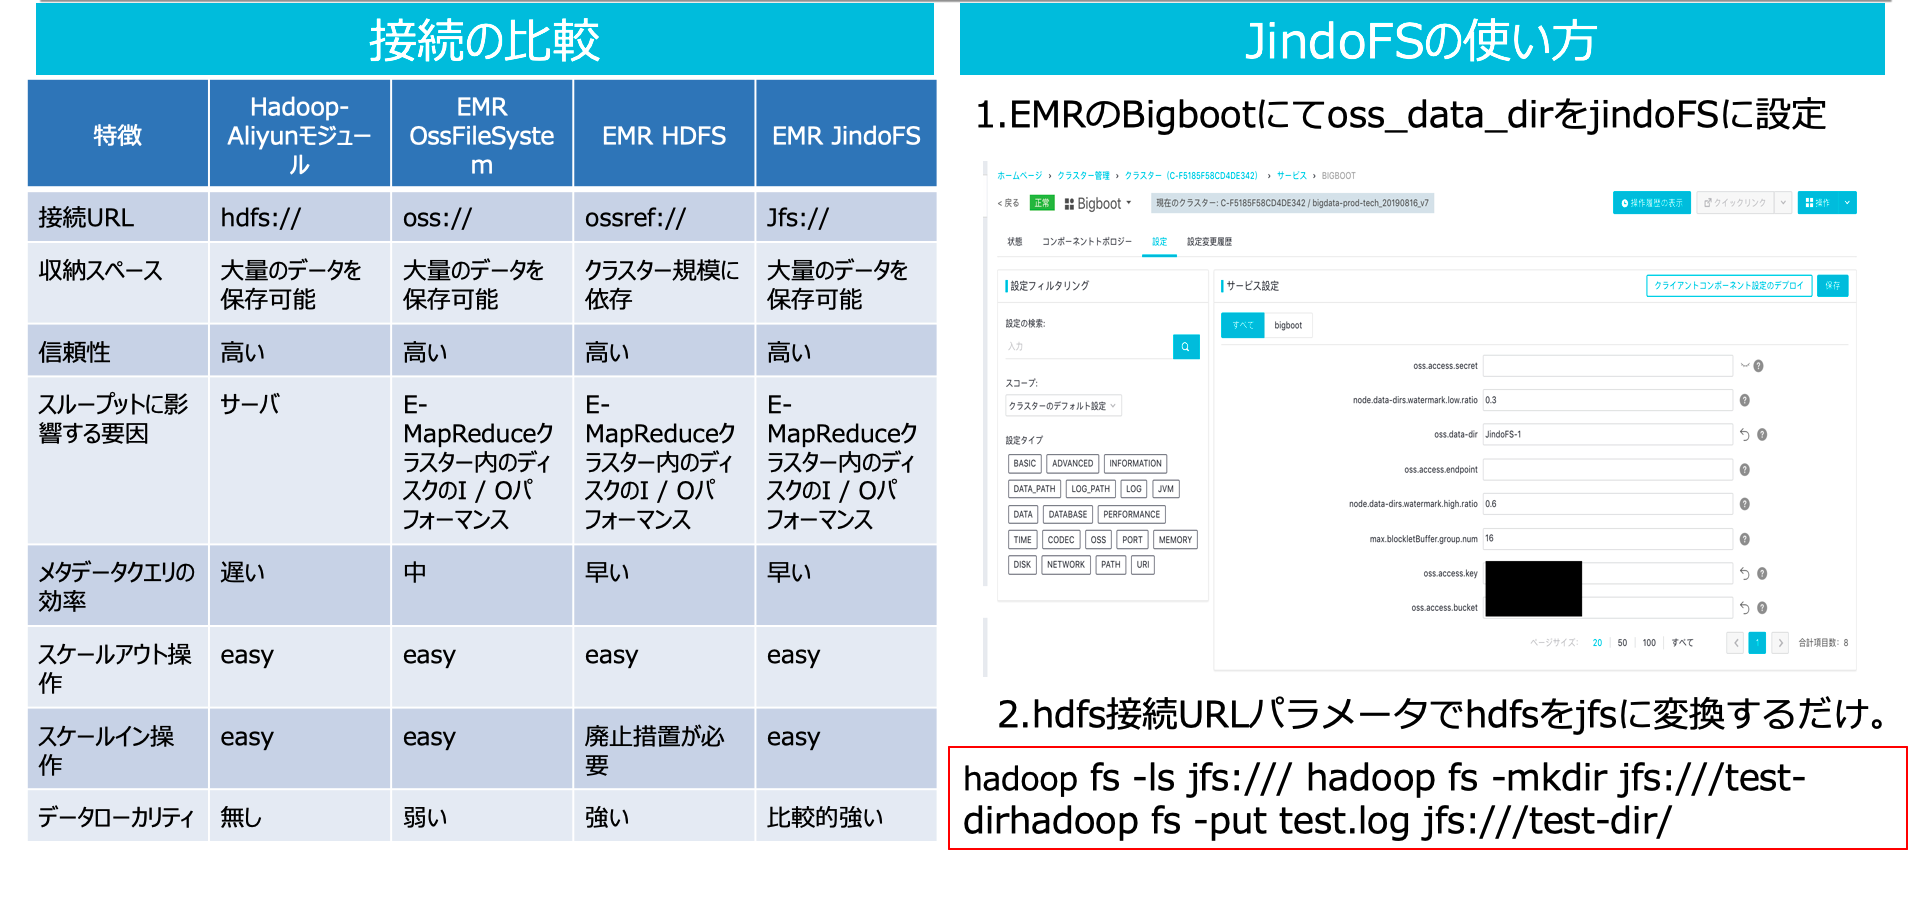 接続の比較
特徴
Hadoop-
Aliyunモジュー
ル
EMR
OssFileSyste
m
EMR HDFS
EMR JindoFS
接続URL
hdfs://
oss://
ossref://
Jfs://
収納スペース
大量のデータを
保存可能
大量のデータを
保存可能
クラスター規模に
依存
大量のデータを
保存可能
信頼性
高い
高い
高い
高い
スループットに影
響する要因
サーバ
E-
MapReduceク
ラスター内のディ
スクのI / Oパ
フォーマンス
E-
MapReduceク
ラスター内のディ
スクのI / Oパ
フォーマンス
E-
MapReduceク
ラスター内のディ
スクのI / Oパ
フォーマンス
メタデータクエリの
効率
遅い
中
早い
早い
スケールアウト操
作
easy
easy
easy
easy
スケールイン操
作
easy
easy
廃止措置が必
要
easy
データローカリティ
無し
弱い
強い
比較的強い
JindoFSの使い方
1.EMRのBigbootにてoss_data_dirをjindoFSに設定
ホームページ › クラスター管理 › クラスター（C-F5185F58CD4DE342） › サービス › BIGBOOT
< 戻る 正常 Bigboot 現在のクラスター: C-F5185F58CD4DE342 / bigdata-prod-tech_20190816_v7 操作履歴の表示 クイックリンク 操作
状態 コンポーネントトポロジー 設定 設定変更履歴
設定フィルタリング
設定の検索:
入力
スコープ:
クラスターのデフォルト設定
設定タイプ
BASIC ADVANCED INFORMATION
DATA_PATH LOG_PATH LOG JVM
DATA DATABASE PERFORMANCE
TIME CODEC OSS PORT MEMORY
DISK NETWORK PATH URI
サービス設定 クライアントコンポーネント設定のデプロイ 保存
すべて bigboot
oss.access.secret
node.data-dirs.watermark.low.ratio 0.3
oss.data-dir JindoFS-1
oss.access.endpoint
node.data-dirs.watermark.high.ratio 0.6
max.blockletBuffer.group.num 16
oss.access.key
oss.access.bucket
ページサイズ: 20 50 100 すべて < 1 > 合計項目数: 8
2.hdfs接続URLパラメータでhdfsをjfsに変換するだけ。
hadoop fs -ls jfs:/// hadoop fs -mkdir jfs:///test-
dirhadoop fs -put test.log jfs:///test-dir/